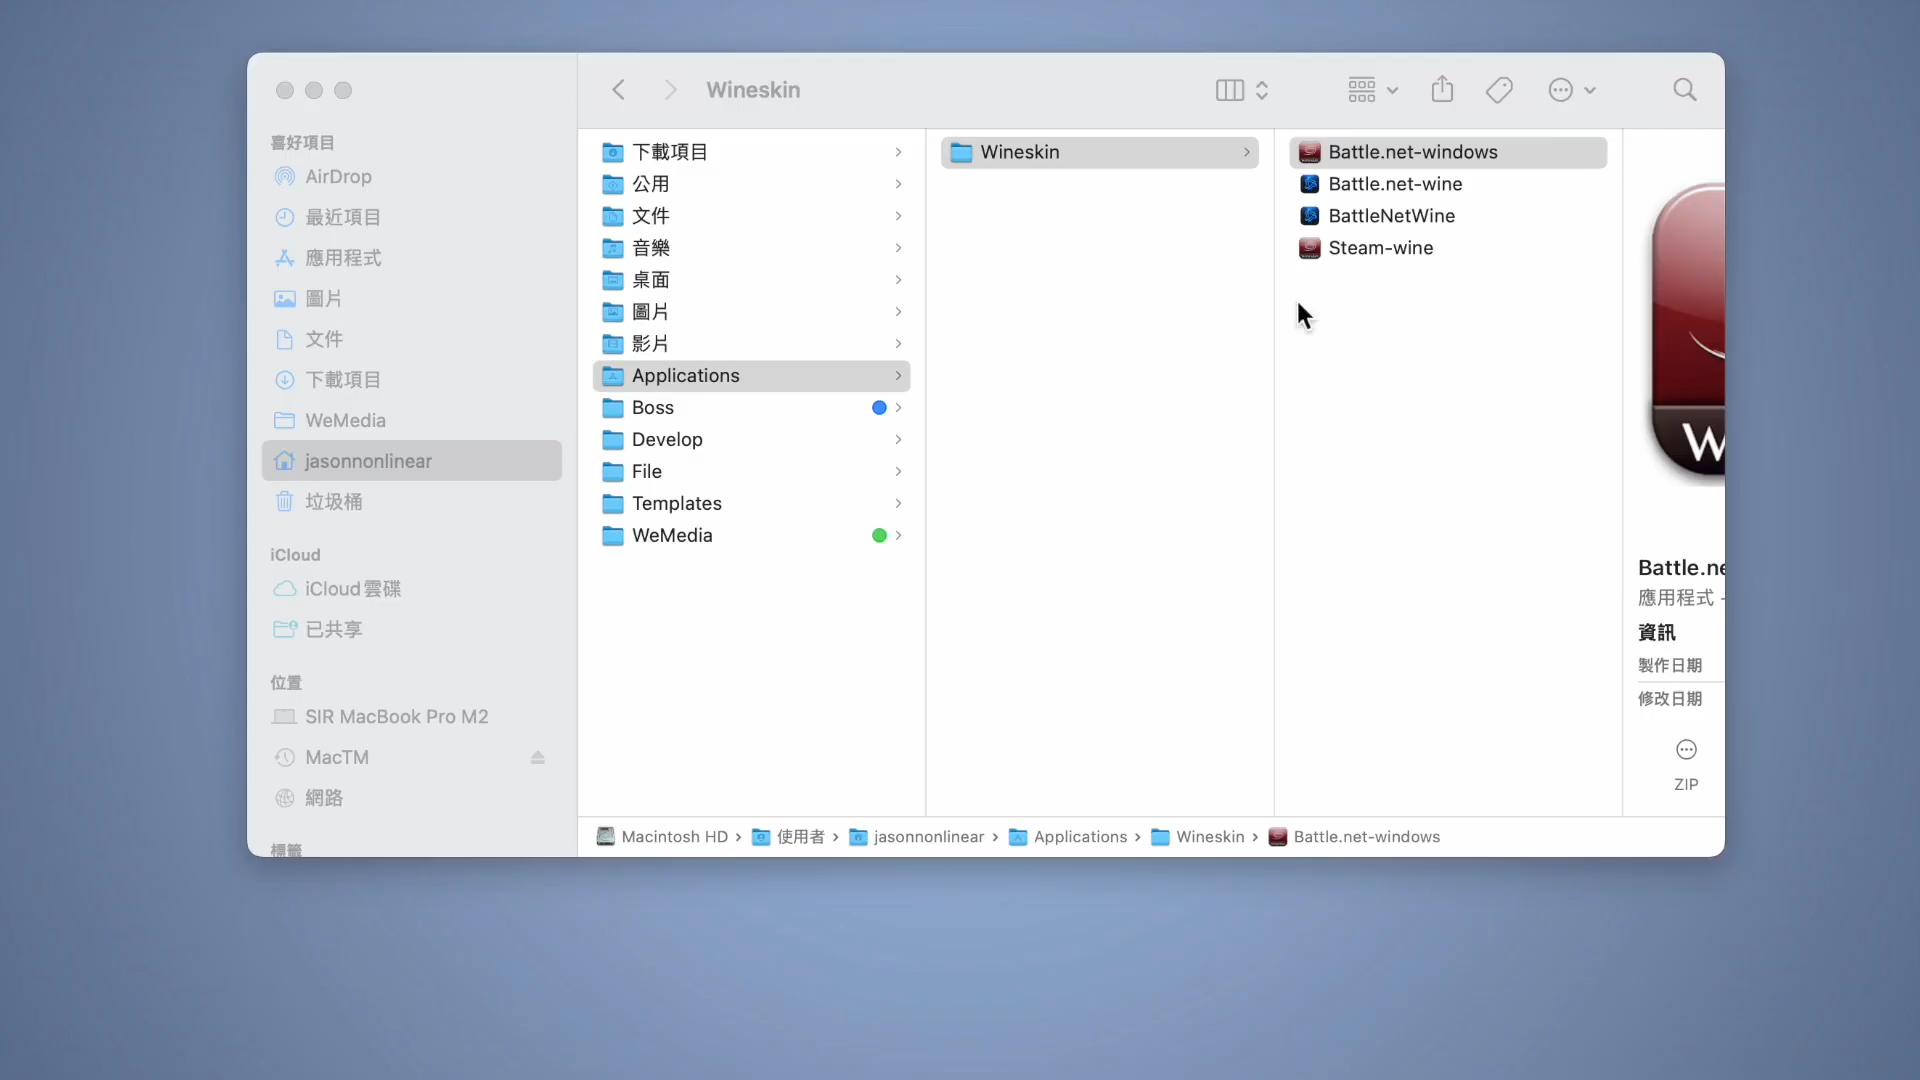 Wineskin
喜好項目
AirDrop
最近項目
應用程式
圖片
文件
下載項目
WeMedia
jasonnonlinear
垃圾桶
iCloud
iCloud雲碟
已共享
位置
SIR MacBook Pro M2
MacTM
網路
標籤
下載項目
公用
文件
音樂
桌面
圖片
影片
Applications
Boss
Develop
File
Templates
WeMedia
Wineskin
Battle.net-windows
Battle.net-wine
BattleNetWine
Steam-wine
W
Battle.ne
應用程式 -
資訊
製作日期
修改日期
ZIP
Macintosh HD › 使用者 › jasonnonlinear › Applications › Wineskin › Battle.net-windows